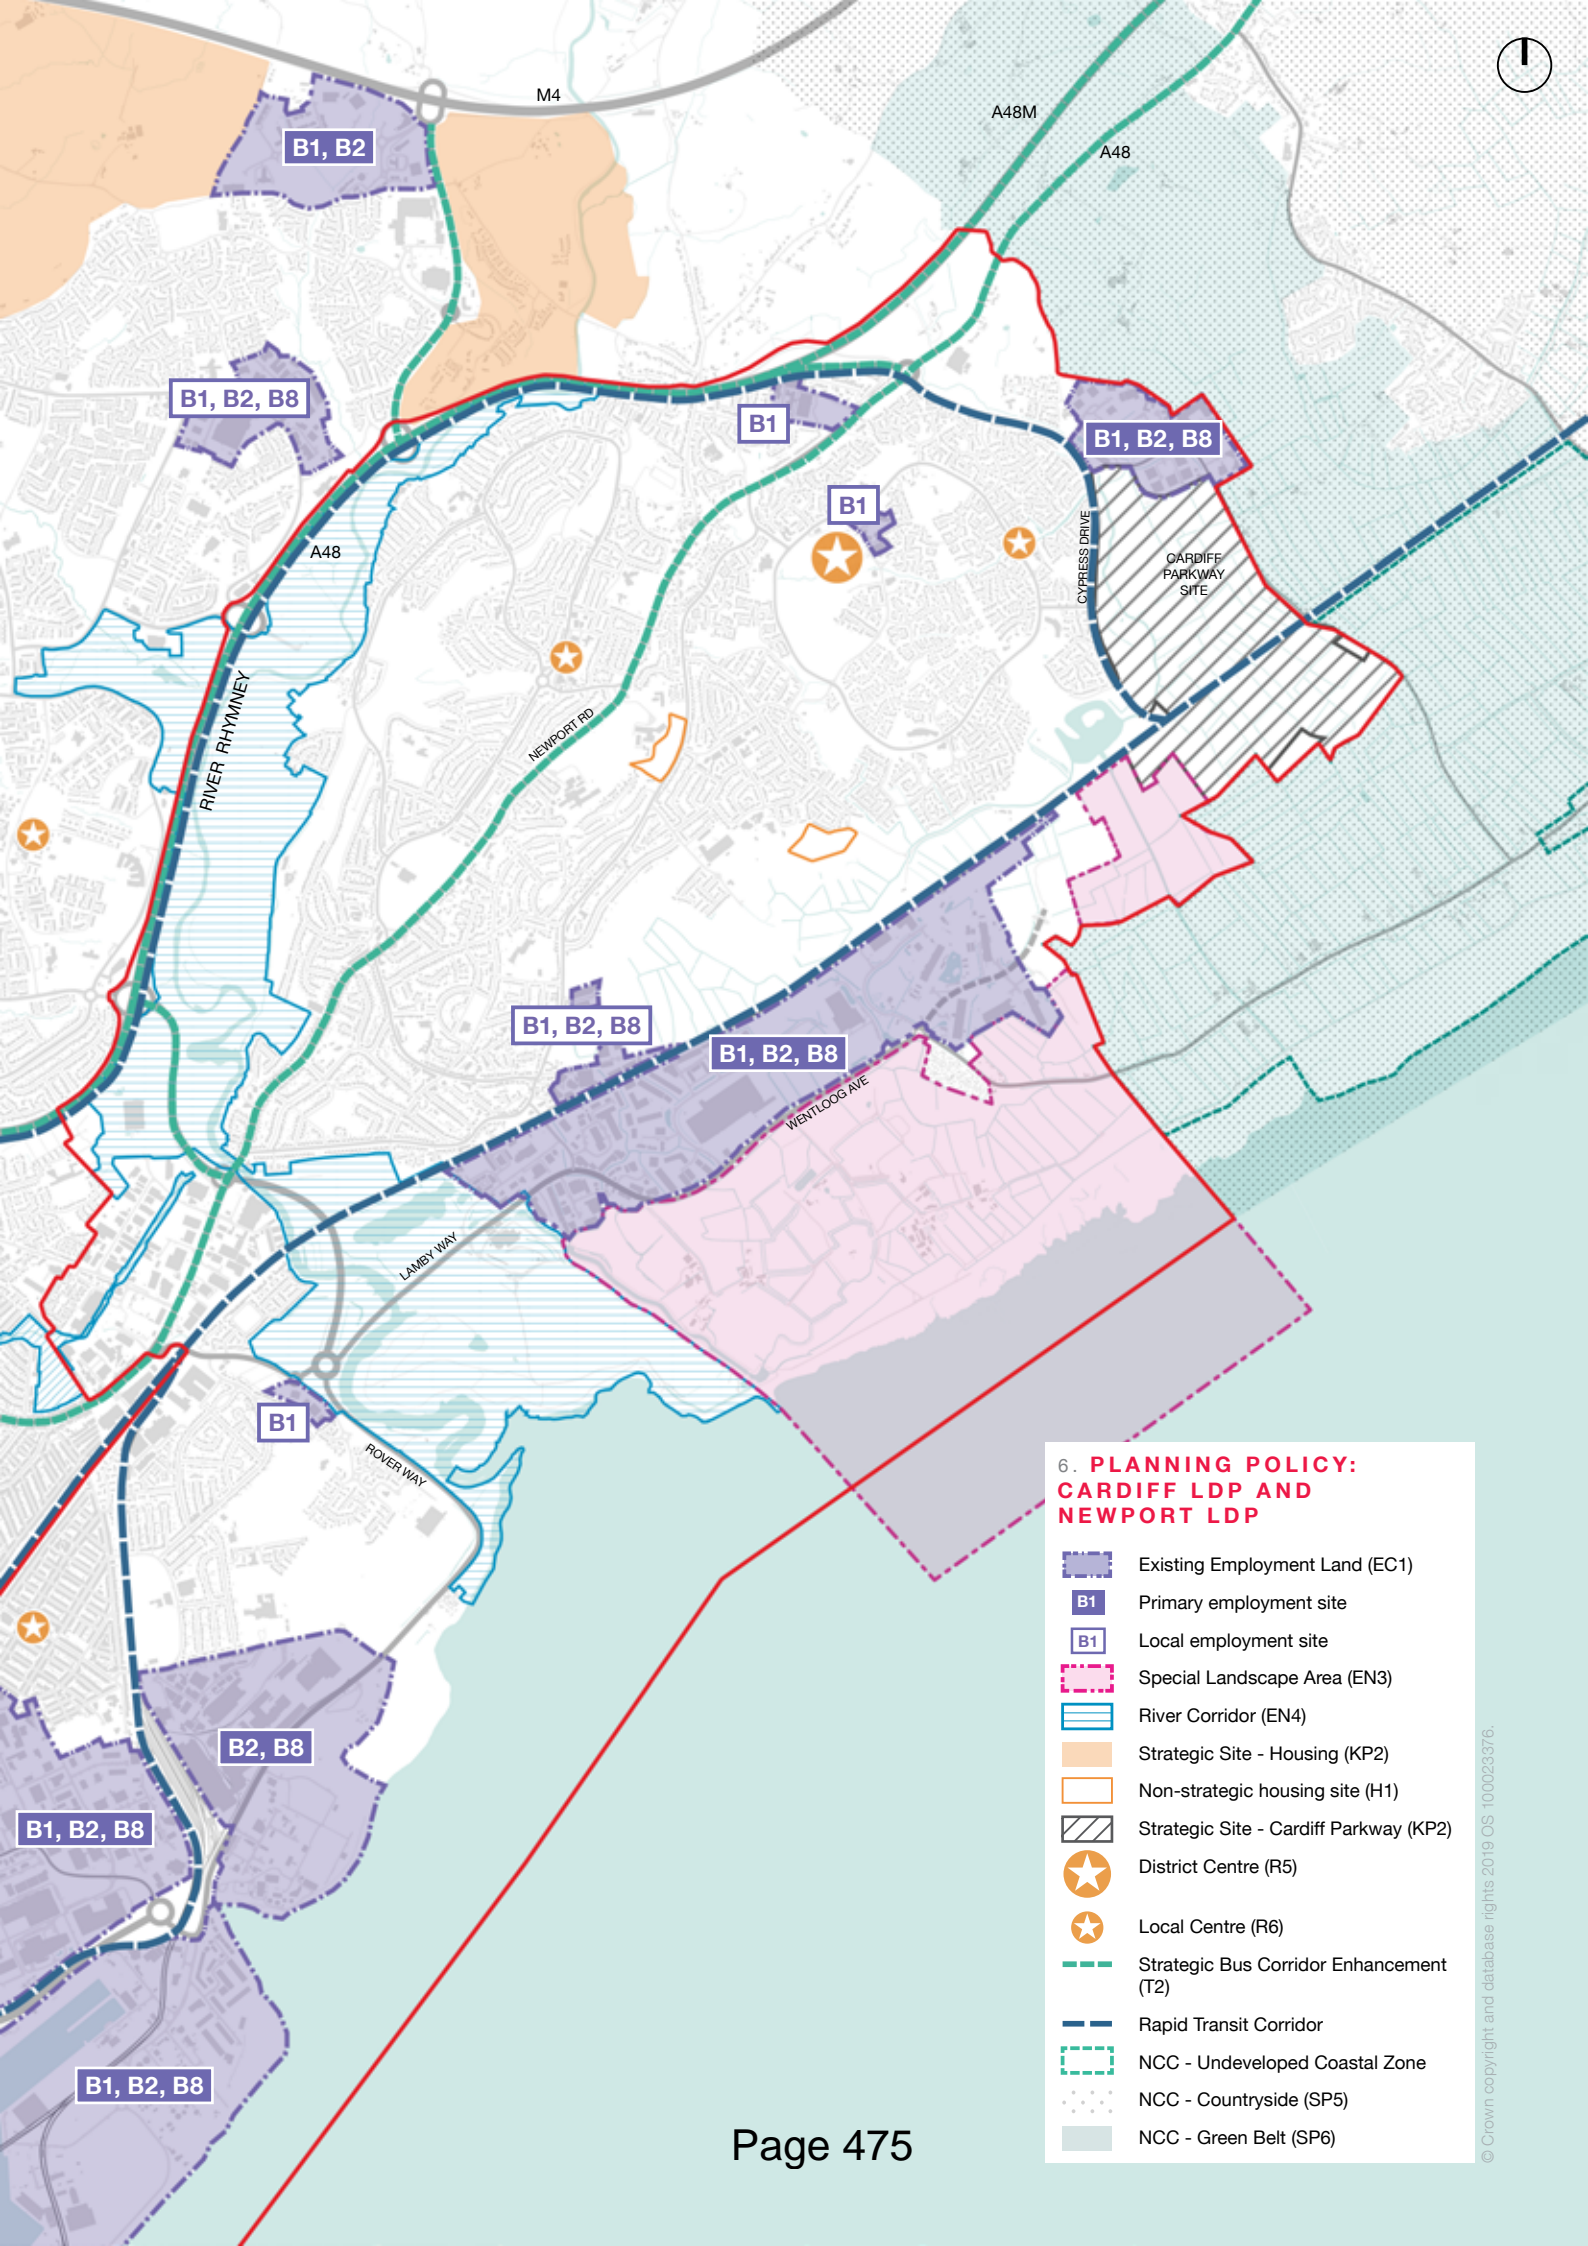 M4
A48M
A48
B1, B2
B1, B2, B8
B1
B1, B2, B8
B1
A48
CYPRESS DRIVE
CARDIFF
PARKWAY
SITE
RIVER RHYMNEY
NEWPORT RD
B1, B2, B8
B1, B2, B8
WENTLOOG AVE
LAMBY WAY
B1
ROVER WAY
B2, B8
B1, B2, B8
B1, B2, B8
6. PLANNING POLICY:
CARDIFF LDP AND
NEWPORT LDP
Existing Employment Land (EC1)
B1 Primary employment site
B1 Local employment site
Special Landscape Area (EN3)
River Corridor (EN4)
Strategic Site - Housing (KP2)
Non-strategic housing site (H1)
Strategic Site - Cardiff Parkway (KP2)
District Centre (R5)
Local Centre (R6)
Strategic Bus Corridor Enhancement
(T2)
Rapid Transit Corridor
NCC - Undeveloped Coastal Zone
NCC - Countryside (SP5)
NCC - Green Belt (SP6)
© Crown copyright and database rights 2019 OS 100023376.
Page 475